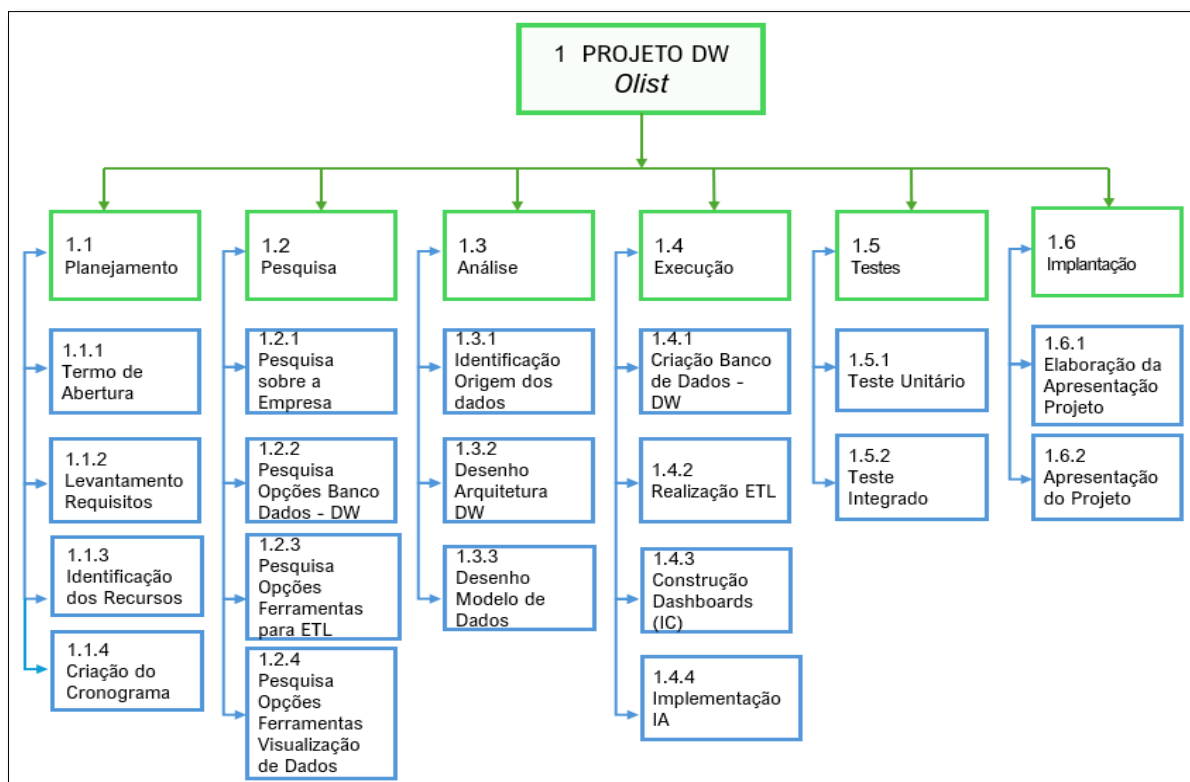 1 PROJETO DW
Olist
1.1
Planejamento
1.1.1
Termo de
Abertura
1.1.2
Levantamento
Requisitos
1.1.3
Identificação
dos Recursos
1.1.4
Criação do
Cronograma
1.2
Pesquisa
1.2.1
Pesquisa
sobre a
Empresa
1.2.2
Pesquisa
Opções Banco
Dados - DW
1.2.3
Pesquisa
Opções
Ferramentas
para ETL
1.2.4
Pesquisa
Opções
Ferramentas
Visualização
de Dados
1.3
Análise
1.3.1
Identificação
Origem dos
dados
1.3.2
Desenho
Arquitetura
DW
1.3.3
Desenho
Modelo de
Dados
1.4
Execução
1.4.1
Criação Banco
de Dados -
DW
1.4.2
Realização ETL
1.4.3
Construção
Dashboards
(IC)
1.4.4
Implementação
IA
1.5
Testes
1.5.1
Teste Unitário
1.5.2
Teste
Integrado
1.6
Implantação
1.6.1
Elaboração da
Apresentação
Projeto
1.6.2
Apresentação
do Projeto